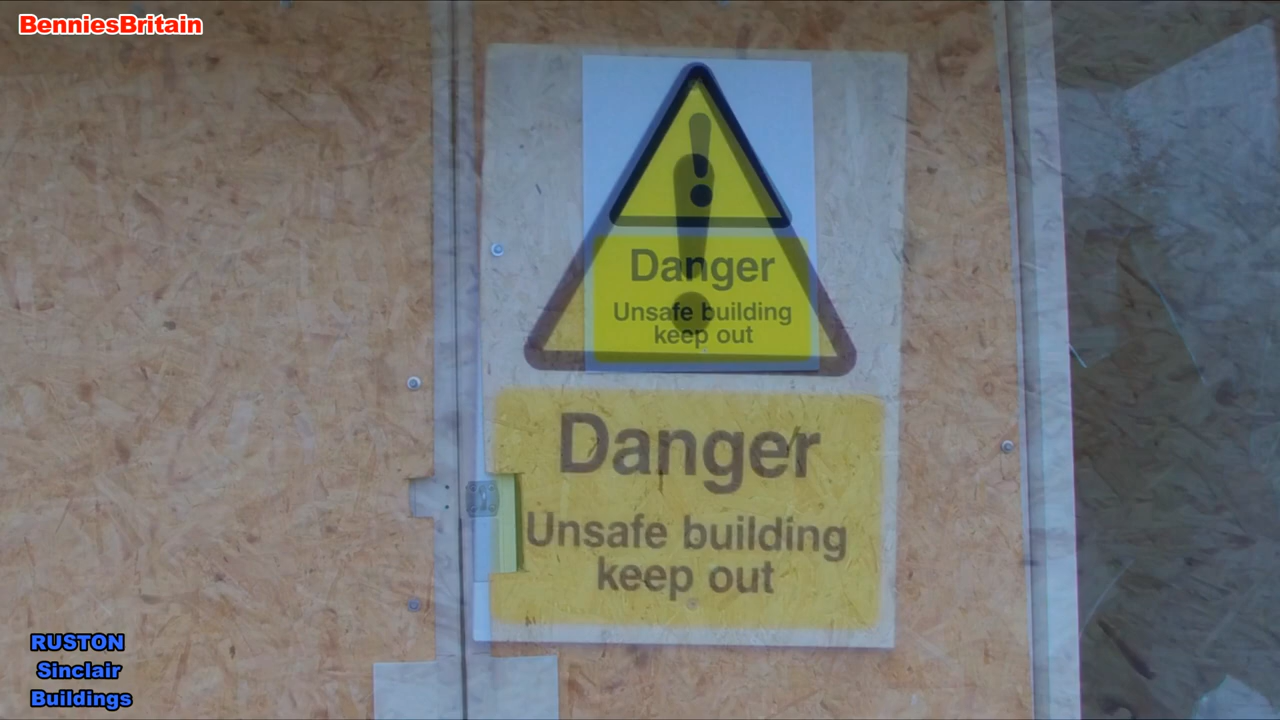 BenniesBritain
Danger
Unsafe building
keep out
Danger
Unsafe building
keep out
RUSTON
Sinclair
Buildings